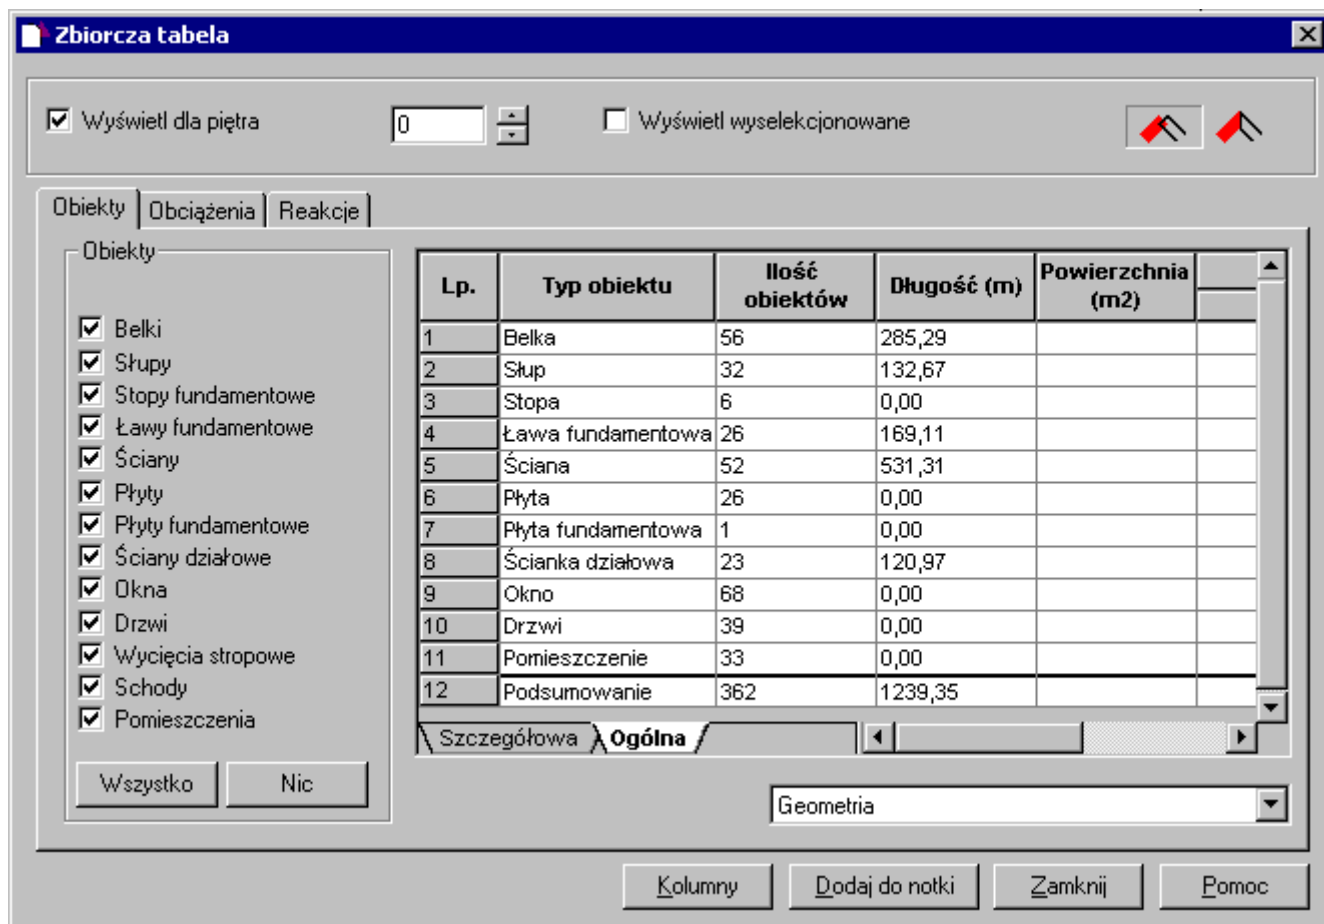 Zbiorcza tabela
Wyświetl dla piętra 0 Wyświetl wyselekcjonowane
Obiekty Obciążenia Reakcje
Obiekty
Belki
Słupy
Stopy fundamentowe
Ławy fundamentowe
Ściany
Płyty
Płyty fundamentowe
Ściany działowe
Okna
Drzwi
Wycięcia stropowe
Schody
Pomieszczenia
Wszystko Nic
Lp. Typ obiektu Ilość obiektów Długość (m) Powierzchnia (m2)
1 Belka 56 285,29
2 Słup 32 132,67
3 Stopa 6 0,00
4 Ława fundamentowa 26 169,11
5 Ściana 52 531,31
6 Płyta 26 0,00
7 Płyta fundamentowa 1 0,00
8 Ścianka działowa 23 120,97
9 Okno 68 0,00
10 Drzwi 39 0,00
11 Pomieszczenie 33 0,00
12 Podsumowanie 362 1239,35
Szczegółowa Ogólna
Geometria
Kolumny Dodaj do notki Zamknij Pomoc